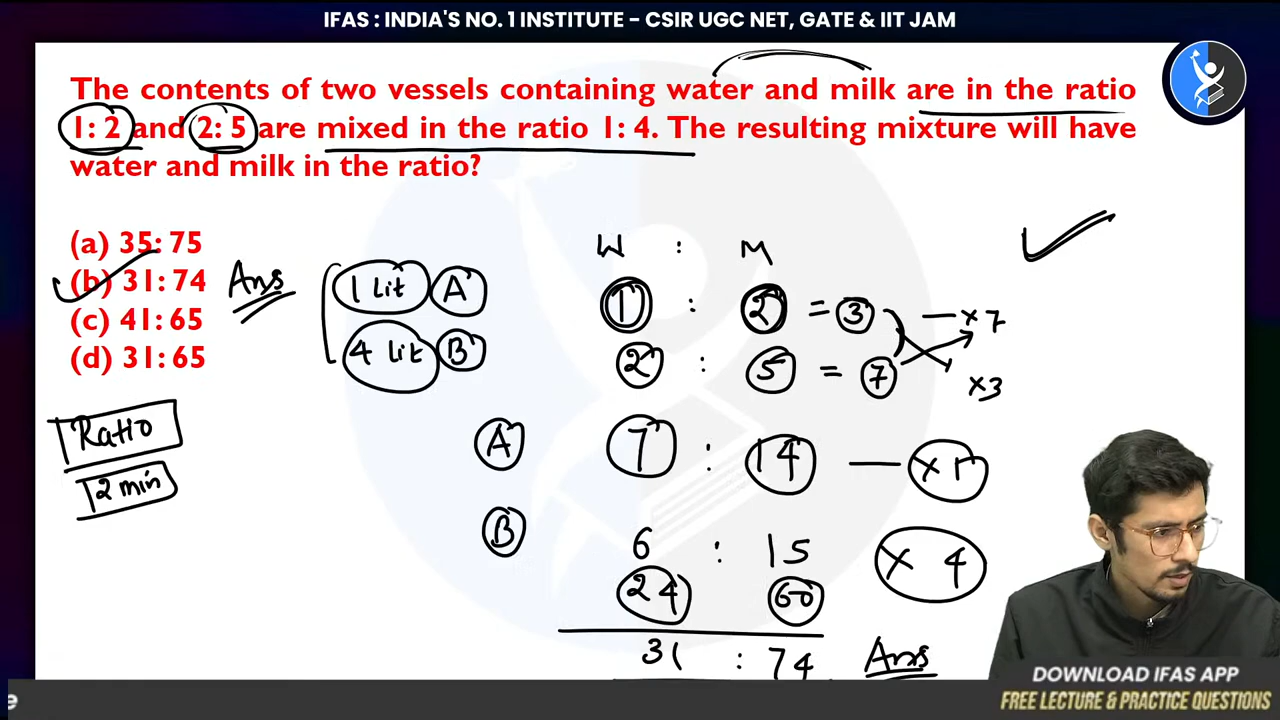 IFAS : INDIA'S NO. 1 INSTITUTE - CSIR UGC NET, GATE & IIT JAM
The contents of two vessels containing water and milk are in the ratio
1: 2 and 2: 5 are mixed in the ratio 1: 4. The resulting mixture will have
water and milk in the ratio?
(a) 35: 75
(b) 31: 74 Ans
(c) 41: 65
(d) 31: 65
Ratio
2 min
1 Lit A
4 Lit B
W : M
1 : 2 = 3 — x 7
2 : 5 = 7 x3
A 7 : 14 — x 1
B 6 : 15 x 4
24 60
31 : 74 Ans
DOWNLOAD IFAS APP
FREE LECTURE & PRACTICE QUESTIONS
e